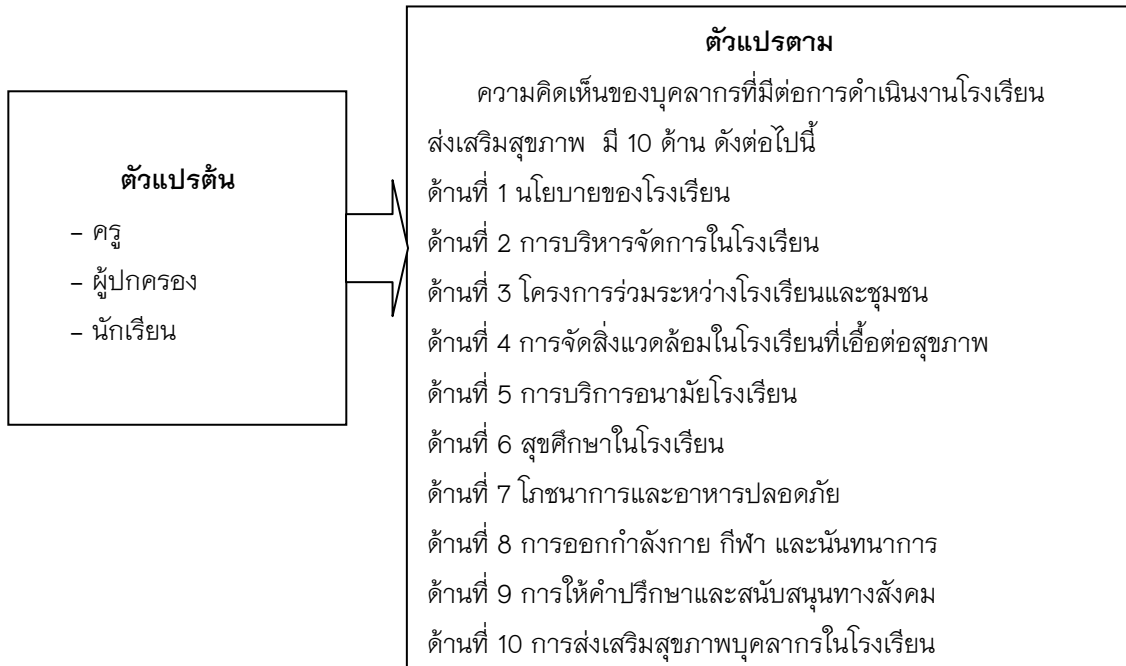 ตัวแปรต้น
– ครู
– ผู้ปกครอง
– นักเรียน
ตัวแปรตาม
ความคิดเห็นของบุคลากรที่มีต่อการดำเนินงานโรงเรียน
ส่งเสริมสุขภาพ มี 10 ด้าน ดังต่อไปนี้
ด้านที่ 1 นโยบายของโรงเรียน
ด้านที่ 2 การบริหารจัดการในโรงเรียน
ด้านที่ 3 โครงการร่วมระหว่างโรงเรียนและชุมชน
ด้านที่ 4 การจัดสิ่งแวดล้อมในโรงเรียนที่เอื้อต่อสุขภาพ
ด้านที่ 5 การบริการอนามัยโรงเรียน
ด้านที่ 6 สุขศึกษาในโรงเรียน
ด้านที่ 7 โภชนาการและอาหารปลอดภัย
ด้านที่ 8 การออกกำลังกาย กีฬา และนันทนาการ
ด้านที่ 9 การให้คำปรึกษาและสนับสนุนทางสังคม
ด้านที่ 10 การส่งเสริมสุขภาพบุคลากรในโรงเรียน